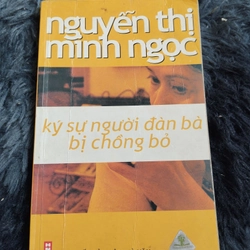 nguyễn thị
minh ngọc
ký sự người đàn bà
bị chồng bỏ